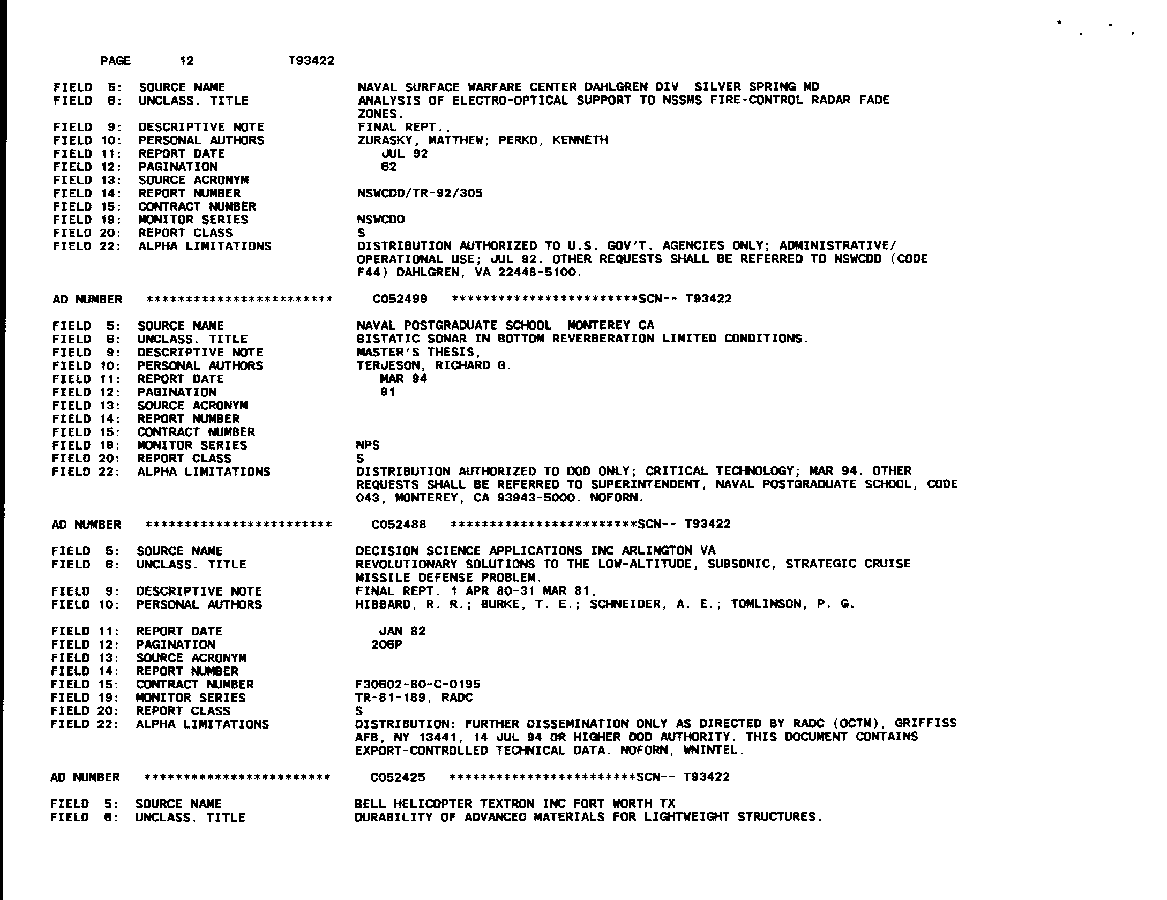 PAGE 12 T93422
FIELD 5: SOURCE NAME NAVAL SURFACE WARFARE CENTER DAHLGREN DIV SILVER SPRING MD
FIELD 6: UNCLASS. TITLE ANALYSIS OF ELECTRO-OPTICAL SUPPORT TO NSSMS FIRE-CONTROL RADAR FADE
ZONES.
FIELD 9: DESCRIPTIVE NOTE FINAL REPT.,
FIELD 10: PERSONAL AUTHORS ZURASKY, MATTHEW; PERKO, KENNETH
FIELD 11: REPORT DATE JUL 92
FIELD 12: PAGINATION 62
FIELD 13: SOURCE ACRONYM
FIELD 14: REPORT NUMBER NSWCDD/TR-92/305
FIELD 15: CONTRACT NUMBER
FIELD 19: MONITOR SERIES NSWCDD
FIELD 20: REPORT CLASS S
FIELD 22: ALPHA LIMITATIONS DISTRIBUTION AUTHORIZED TO U.S. GOV'T. AGENCIES ONLY; ADMINISTRATIVE/
OPERATIONAL USE; JUL 92. OTHER REQUESTS SHALL BE REFERRED TO NSWCDD (CODE
F44) DAHLGREN, VA 22448-5100.
AD NUMBER ************************ C052499 ************************SCN-- T93422
FIELD 5: SOURCE NAME NAVAL POSTGRADUATE SCHOOL MONTEREY CA
FIELD 6: UNCLASS. TITLE BISTATIC SONAR IN BOTTOM REVERBERATION LIMITED CONDITIONS.
FIELD 9: DESCRIPTIVE NOTE MASTER'S THESIS,
FIELD 10: PERSONAL AUTHORS TERJESON, RICHARD G.
FIELD 11: REPORT DATE MAR 94
FIELD 12: PAGINATION 81
FIELD 13: SOURCE ACRONYM
FIELD 14: REPORT NUMBER
FIELD 15: CONTRACT NUMBER
FIELD 19: MONITOR SERIES NPS
FIELD 20: REPORT CLASS S
FIELD 22: ALPHA LIMITATIONS DISTRIBUTION AUTHORIZED TO DOD ONLY; CRITICAL TECHNOLOGY; MAR 94. OTHER
REQUESTS SHALL BE REFERRED TO SUPERINTENDENT, NAVAL POSTGRADUATE SCHOOL, CODE
043, MONTEREY, CA 93943-5000. NOFORN.
AD NUMBER ************************ C052488 ************************SCN-- T93422
FIELD 5: SOURCE NAME DECISION SCIENCE APPLICATIONS INC ARLINGTON VA
FIELD 6: UNCLASS. TITLE REVOLUTIONARY SOLUTIONS TO THE LOW-ALTITUDE, SUBSONIC, STRATEGIC CRUISE
MISSILE DEFENSE PROBLEM.
FIELD 9: DESCRIPTIVE NOTE FINAL REPT. 1 APR 80-31 MAR 81,
FIELD 10: PERSONAL AUTHORS HIBBARD, R. R.; BURKE, T. E.; SCHNEIDER, A. E.; TOMLINSON, P. G.
FIELD 11: REPORT DATE JAN 82
FIELD 12: PAGINATION 206P
FIELD 13: SOURCE ACRONYM
FIELD 14: REPORT NUMBER
FIELD 15: CONTRACT NUMBER F30602-80-C-0195
FIELD 19: MONITOR SERIES TR-81-189, RADC
FIELD 20: REPORT CLASS S
FIELD 22: ALPHA LIMITATIONS DISTRIBUTION: FURTHER DISSEMINATION ONLY AS DIRECTED BY RADC (OCTM), GRIFFISS
AFB, NY 13441, 14 JUL 94 OR HIGHER DOD AUTHORITY. THIS DOCUMENT CONTAINS
EXPORT-CONTROLLED TECHNICAL DATA. NOFORN, WNINTEL.
AD NUMBER ************************ C052425 ************************SCN-- T93422
FIELD 5: SOURCE NAME BELL HELICOPTER TEXTRON INC FORT WORTH TX
FIELD 6: UNCLASS. TITLE DURABILITY OF ADVANCED MATERIALS FOR LIGHTWEIGHT STRUCTURES.